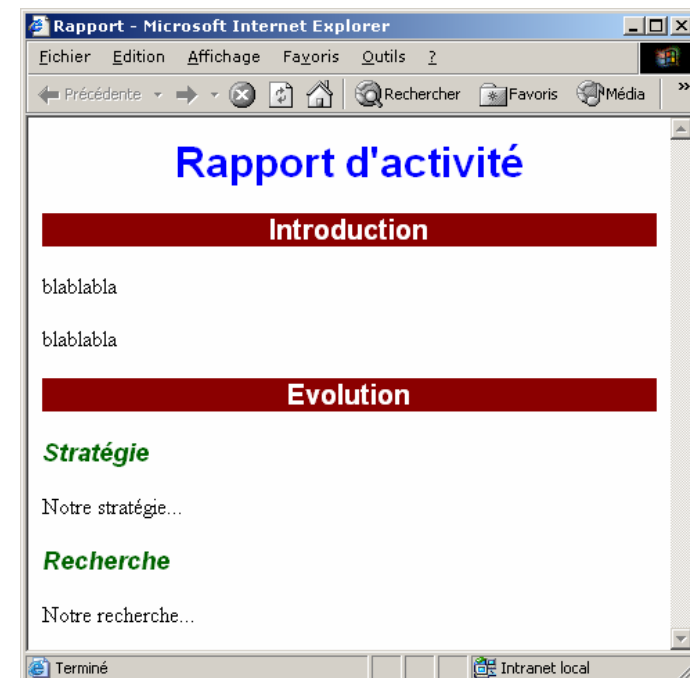 Rapport - Microsoft Internet Explorer
Fichier Edition Affichage Favoris Outils ?
Précédente Rechercher Favoris Média »
Rapport d'activité
Introduction
blablabla
blablabla
Evolution
Stratégie
Notre stratégie...
Recherche
Notre recherche...
Terminé Intranet local